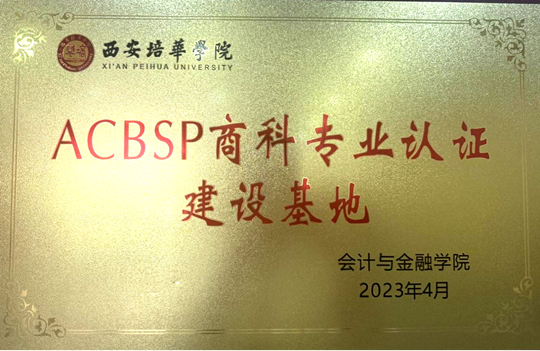 西安培華學院
XI'AN PEIHUA UNIVERSITY
ACBSP商科专业认证
建设基地
会计与金融学院
2023年4月